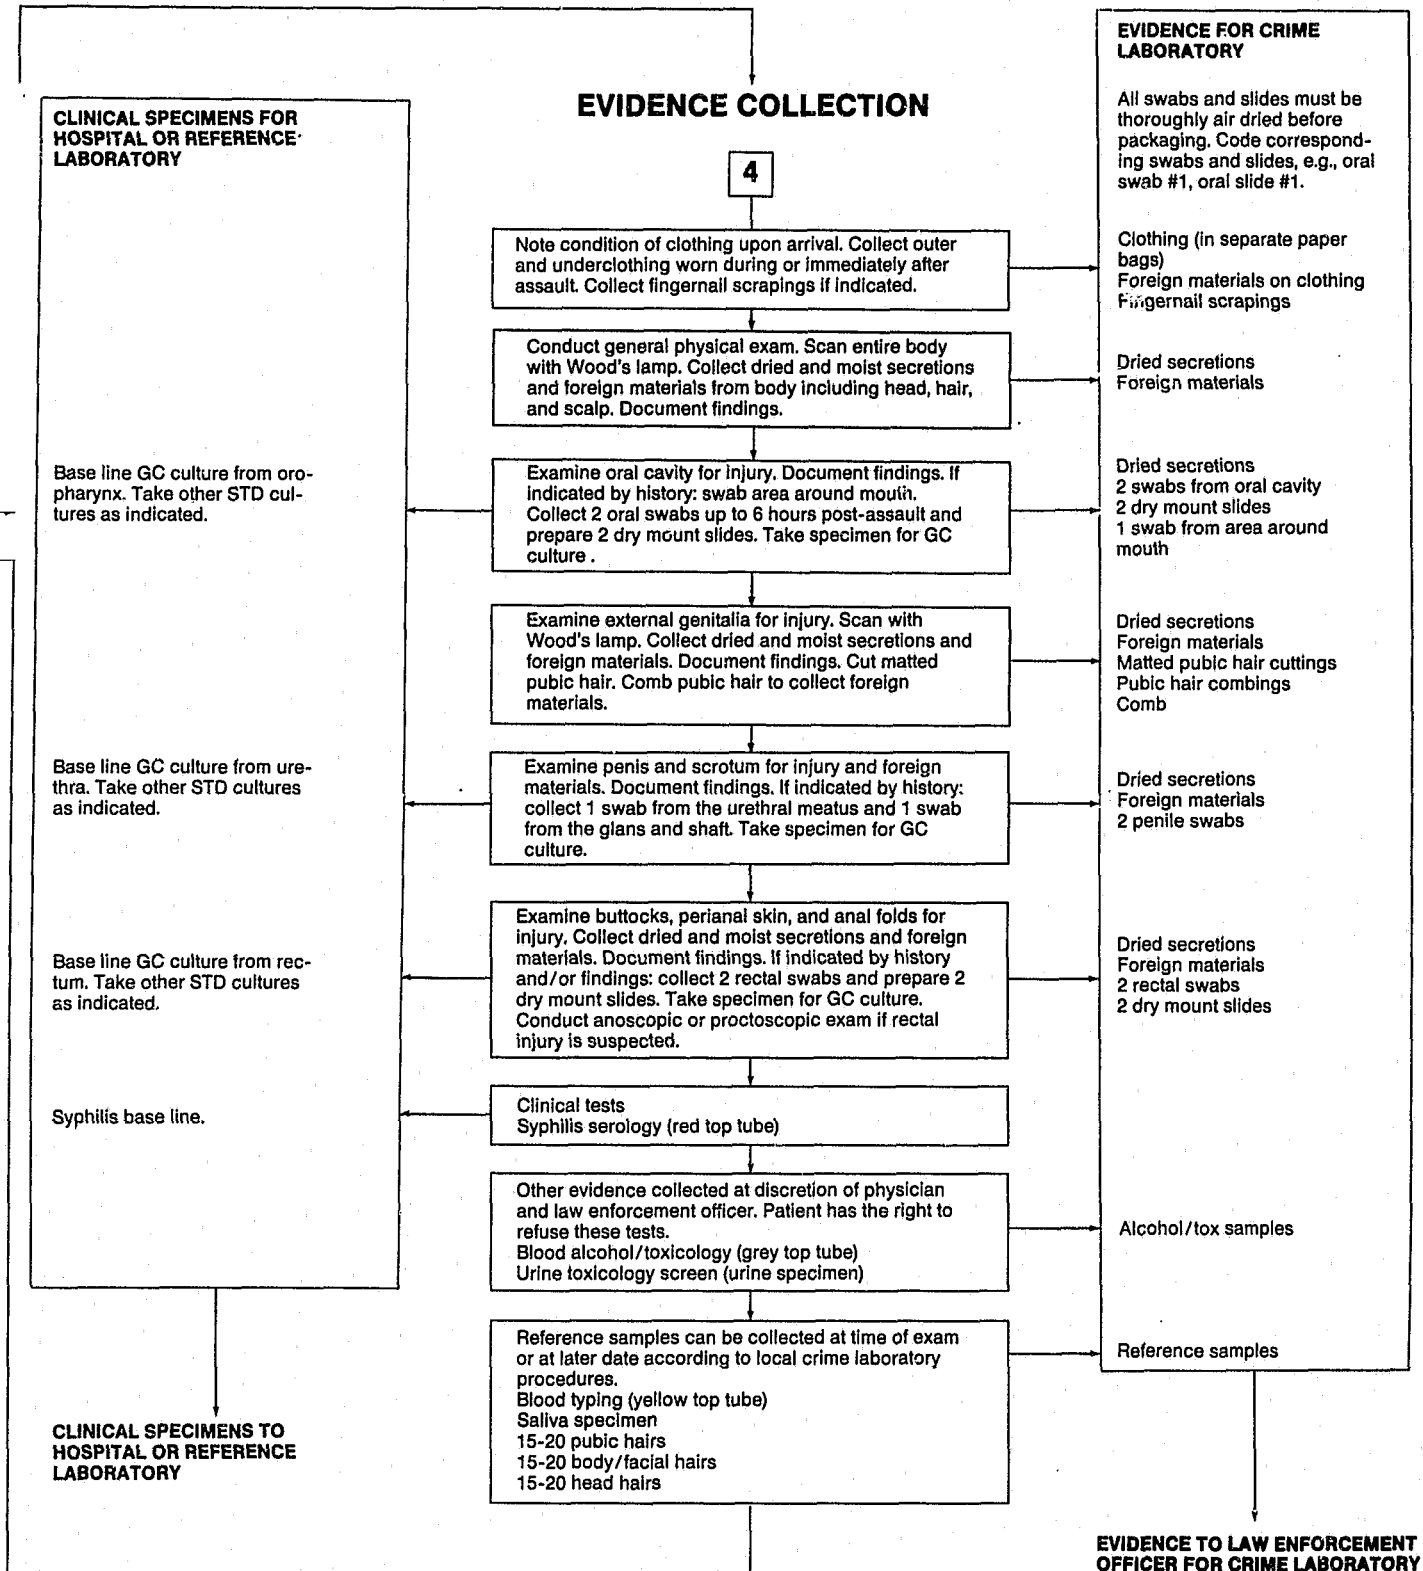 EVIDENCE COLLECTION
4
CLINICAL SPECIMENS FOR
HOSPITAL OR REFERENCE
LABORATORY
Base line GC culture from oro-
pharynx. Take other STD cul-
tures as indicated.
Base line GC culture from ure-
thra. Take other STD cultures
as indicated.
Base line GC culture from rec-
tum. Take other STD cultures
as indicated.
Syphilis base line.
CLINICAL SPECIMENS TO
HOSPITAL OR REFERENCE
LABORATORY
Note condition of clothing upon arrival. Collect outer
and underclothing worn during or immediately after
assault. Collect fingernail scrapings if indicated.
Conduct general physical exam. Scan entire body
with Wood's lamp. Collect dried and moist secretions
and foreign materials from body including head, hair,
and scalp. Document findings.
Examine oral cavity for injury. Document findings. If
indicated by history: swab area around mouth.
Collect 2 oral swabs up to 6 hours post-assault and
prepare 2 dry mount slides. Take specimen for GC
culture .
Examine external genitalia for injury. Scan with
Wood's lamp. Collect dried and moist secretions and
foreign materials. Document findings. Cut matted
pubic hair. Comb pubic hair to collect foreign
materials.
Examine penis and scrotum for injury and foreign
materials. Document findings. If indicated by history:
collect 1 swab from the urethral meatus and 1 swab
from the glans and shaft. Take specimen for GC
culture.
Examine buttocks, perianal skin, and anal folds for
injury. Collect dried and moist secretions and foreign
materials. Document findings. If indicated by history
and/or findings: collect 2 rectal swabs and prepare 2
dry mount slides. Take specimen for GC culture.
Conduct anoscopic or proctoscopic exam if rectal
injury is suspected.
Clinical tests
Syphilis serology (red top tube)
Other evidence collected at discretion of physician
and law enforcement officer. Patient has the right to
refuse these tests.
Blood alcohol/toxicology (grey top tube)
Urine toxicology screen (urine specimen)
Reference samples can be collected at time of exam
or at later date according to local crime laboratory
procedures.
Blood typing (yellow top tube)
Saliva specimen
15-20 pubic hairs
15-20 body/facial hairs
15-20 head hairs
EVIDENCE FOR CRIME
LABORATORY
All swabs and slides must be
thoroughly air dried before
packaging. Code correspond-
ing swabs and slides, e.g., oral
swab #1, oral slide #1.
Clothing (in separate paper
bags)
Foreign materials on clothing
Fingernail scrapings
Dried secretions
Foreign materials
Dried secretions
2 swabs from oral cavity
2 dry mount slides
1 swab from area around
mouth
Dried secretions
Foreign materials
Matted pubic hair cuttings
Pubic hair combings
Comb
Dried secretions
Foreign materials
2 penile swabs
Dried secretions
Foreign materials
2 rectal swabs
2 dry mount slides
Alcohol/tox samples
Reference samples
EVIDENCE TO LAW ENFORCEMENT
OFFICER FOR CRIME LABORATORY